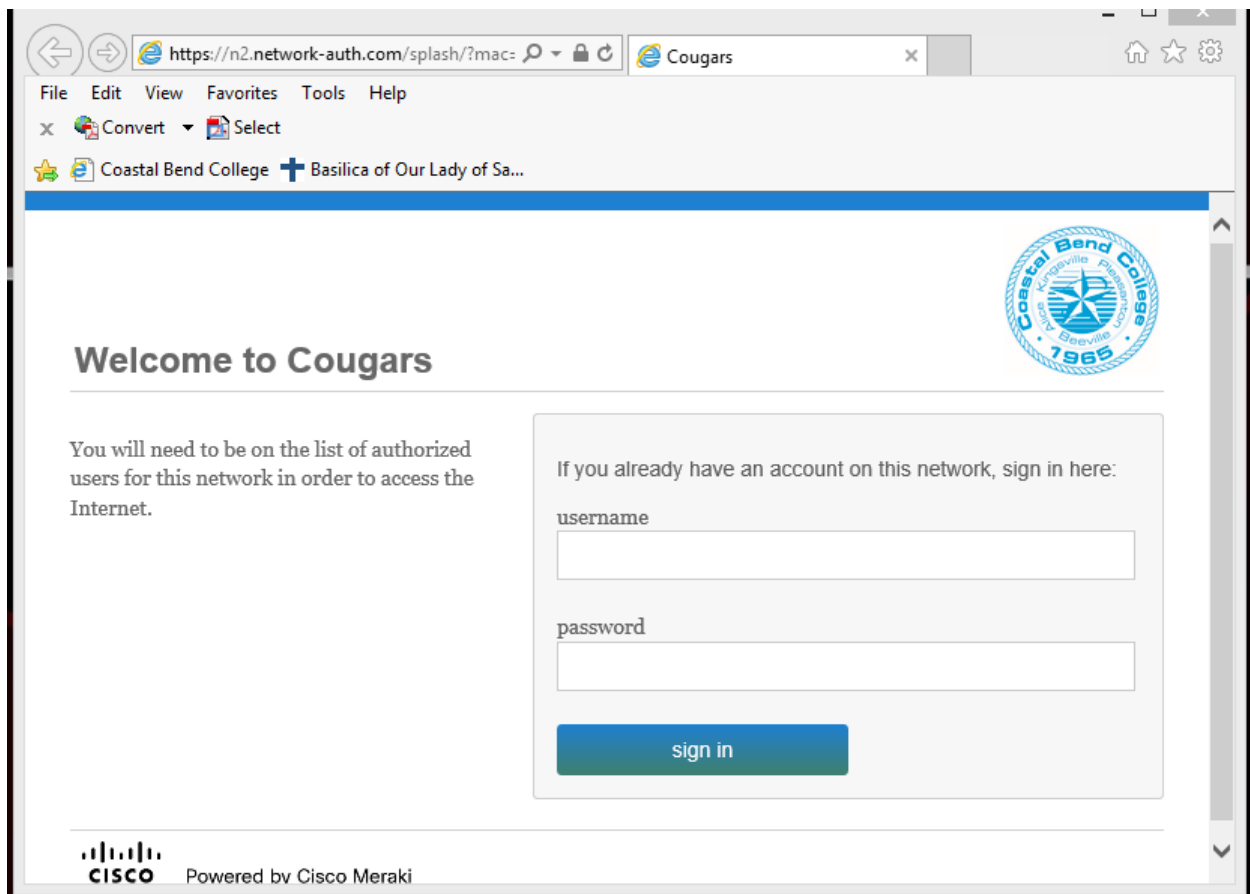 https://n2.network-auth.com/splash/?mac=
Cougars
File Edit View Favorites Tools Help
x Convert Select
Coastal Bend College Basilica of Our Lady of Sa...
Coastal Bend College
Alice Kingsville Pleasanton
Beeville
· 1965 ·
Welcome to Cougars
You will need to be on the list of authorized
users for this network in order to access the
Internet.
If you already have an account on this network, sign in here:
username
password
sign in
CISCO Powered by Cisco Meraki